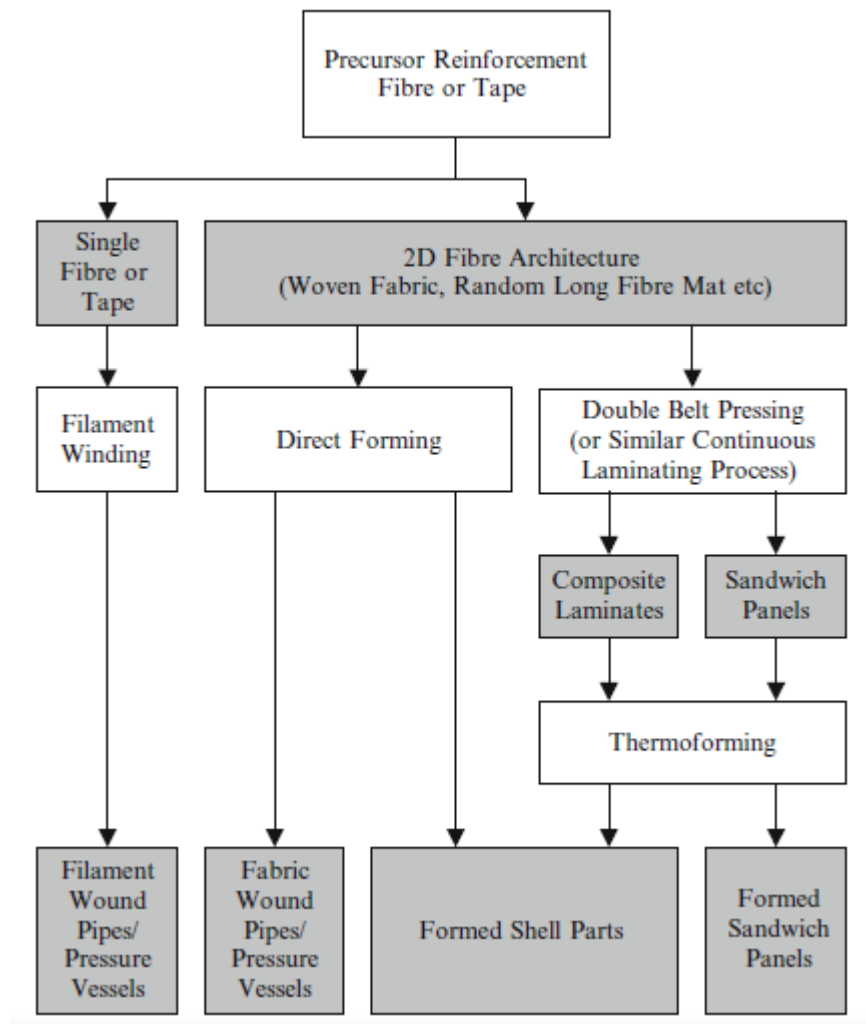 Precursor Reinforcement
Fibre or Tape
Single
Fibre or
Tape
2D Fibre Architecture
(Woven Fabric, Random Long Fibre Mat etc)
Filament
Winding
Direct Forming
Double Belt Pressing
(or Similar Continuous
Laminating Process)
Composite
Laminates
Sandwich
Panels
Thermoforming
Filament
Wound
Pipes/
Pressure
Vessels
Fabric
Wound
Pipes/
Pressure
Vessels
Formed Shell Parts
Formed
Sandwich
Panels